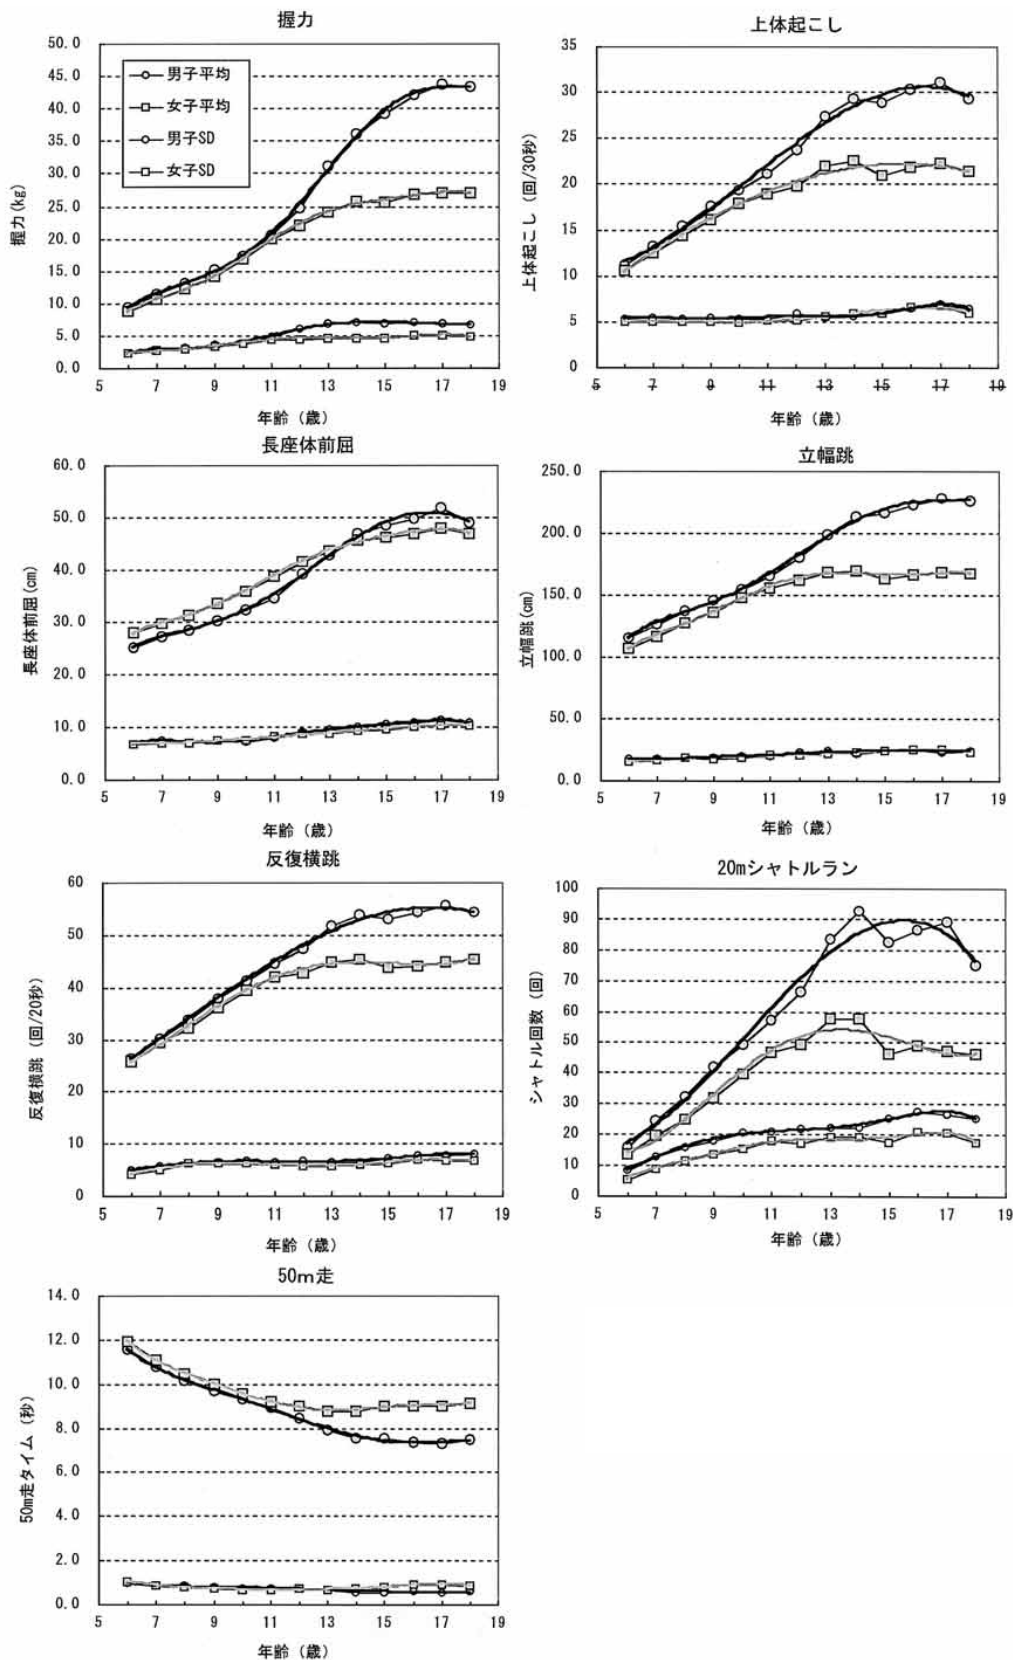 握力
50.0
45.0
40.0
35.0
30.0
25.0
20.0
15.0
10.0
5.0
0.0
握力(kg)
男子平均
女子平均
男子SD
女子SD
5 7 9 11 13 15 17 19
年齢（歳）
上体起こし
35
30
25
20
15
10
5
0
上体起こし（回/30秒）
5 7 9 11 13 15 17 19
年齢（歳）
長座体前屈
60.0
50.0
40.0
30.0
20.0
10.0
0.0
長座体前屈(cm)
5 7 9 11 13 15 17 19
年齢（歳）
立幅跳
250.0
200.0
150.0
100.0
50.0
0.0
立幅跳(cm)
5 7 9 11 13 15 17 19
年齢（歳）
反復横跳
60
50
40
30
20
10
0
反復横跳（回/20秒）
5 7 9 11 13 15 17 19
年齢（歳）
20mシャトルラン
100
90
80
70
60
50
40
30
20
10
0
シャトル回数（回）
5 7 9 11 13 15 17 19
年齢（歳）
50m走
14.0
12.0
10.0
8.0
6.0
4.0
2.0
0.0
50m走タイム（秒）
5 7 9 11 13 15 17 19
年齢（歳）